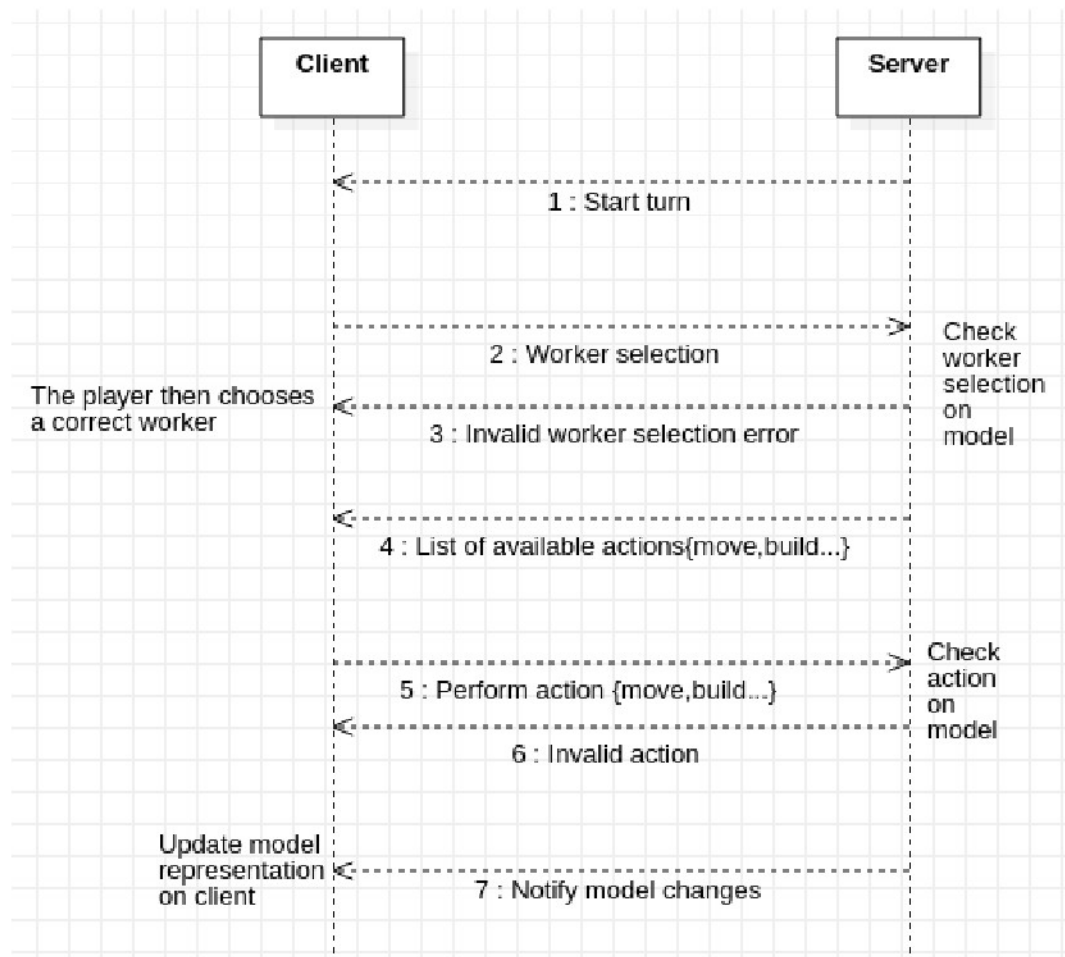 Client
Server
1 : Start turn
2 : Worker selection
Check
worker
selection
on
model
The player then chooses
a correct worker
3 : Invalid worker selection error
4 : List of available actions{move,build...}
5 : Perform action {move,build...}
Check
action
on
model
6 : Invalid action
Update model
representation
on client
7 : Notify model changes